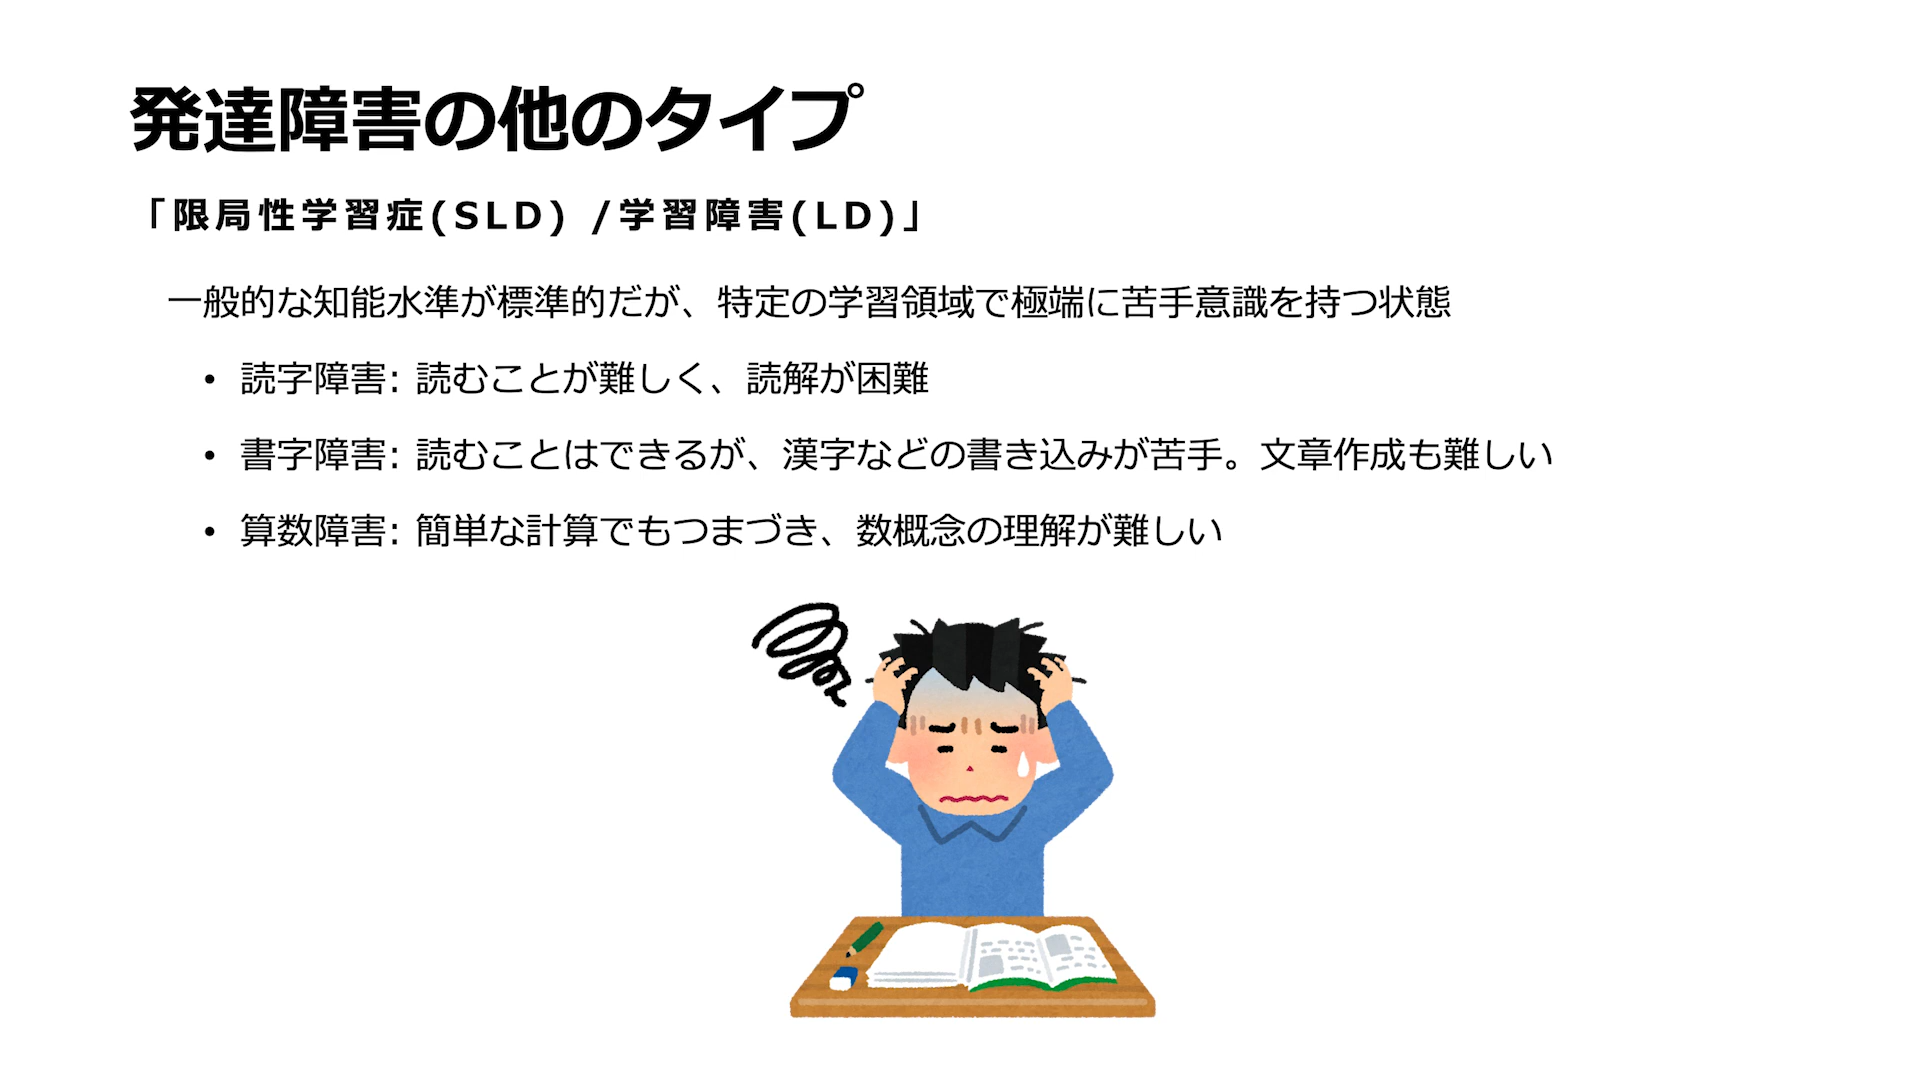 発達障害の他のタイプ
「限局性学習症(SLD) /学習障害(LD)」
一般的な知能水準が標準的だが、特定の学習領域で極端に苦手意識を持つ状態
• 読字障害: 読むことが難しく、読解が困難
• 書字障害: 読むことはできるが、漢字などの書き込みが苦手。文章作成も難しい
• 算数障害: 簡単な計算でもつまづき、数概念の理解が難しい